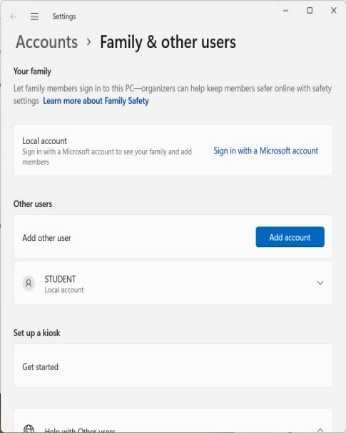 Settings
Accounts › Family & other users
Your family
Let family members sign in to this PC—organizers can help keep members safer online with safety
settings Learn more about Family Safety
Local account
Sign in with a Microsoft account to see your family and add
members
Sign in with a Microsoft account
Other users
Add other user
Add account
STUDENT
Local account
Set up a kiosk
Get started
Help with Other users